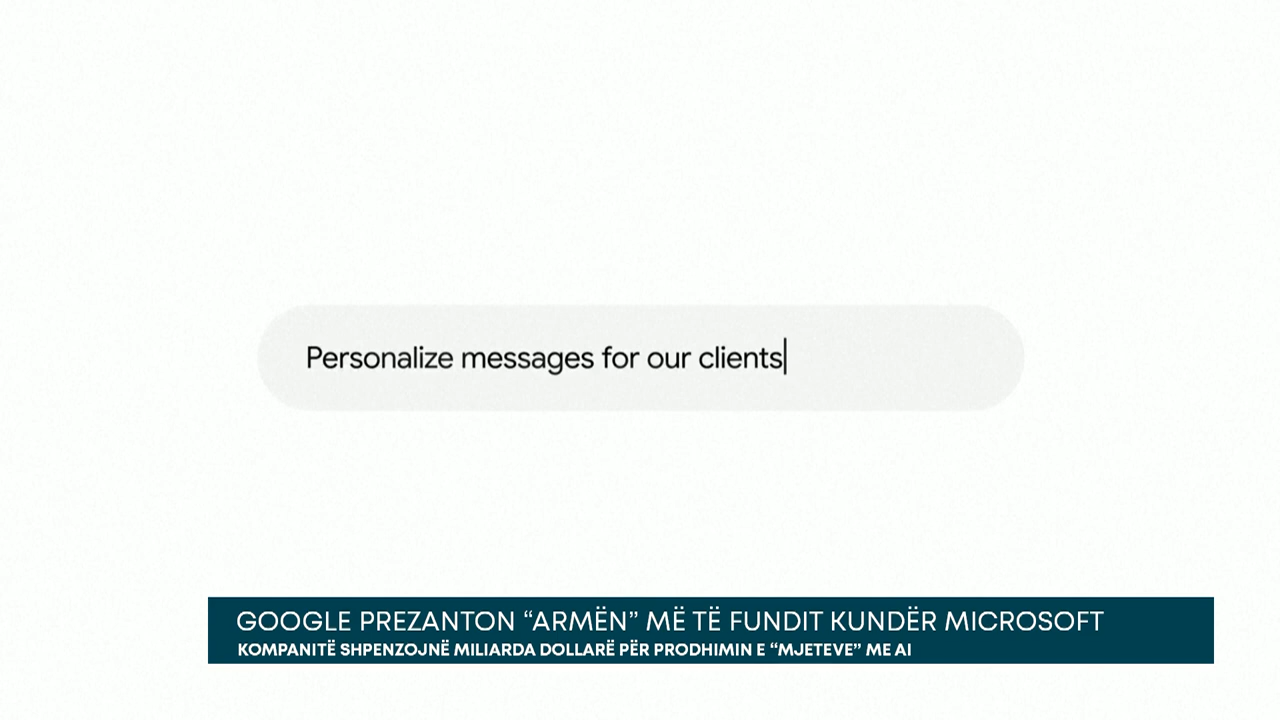 Personalize messages for our clients
GOOGLE PREZANTON “ARMËN” MË TË FUNDIT KUNDËR MICROSOFT
KOMPANITË SHPENZOJNË MILIARDA DOLLARË PËR PRODHIMIN E “MJETEVE” ME AI